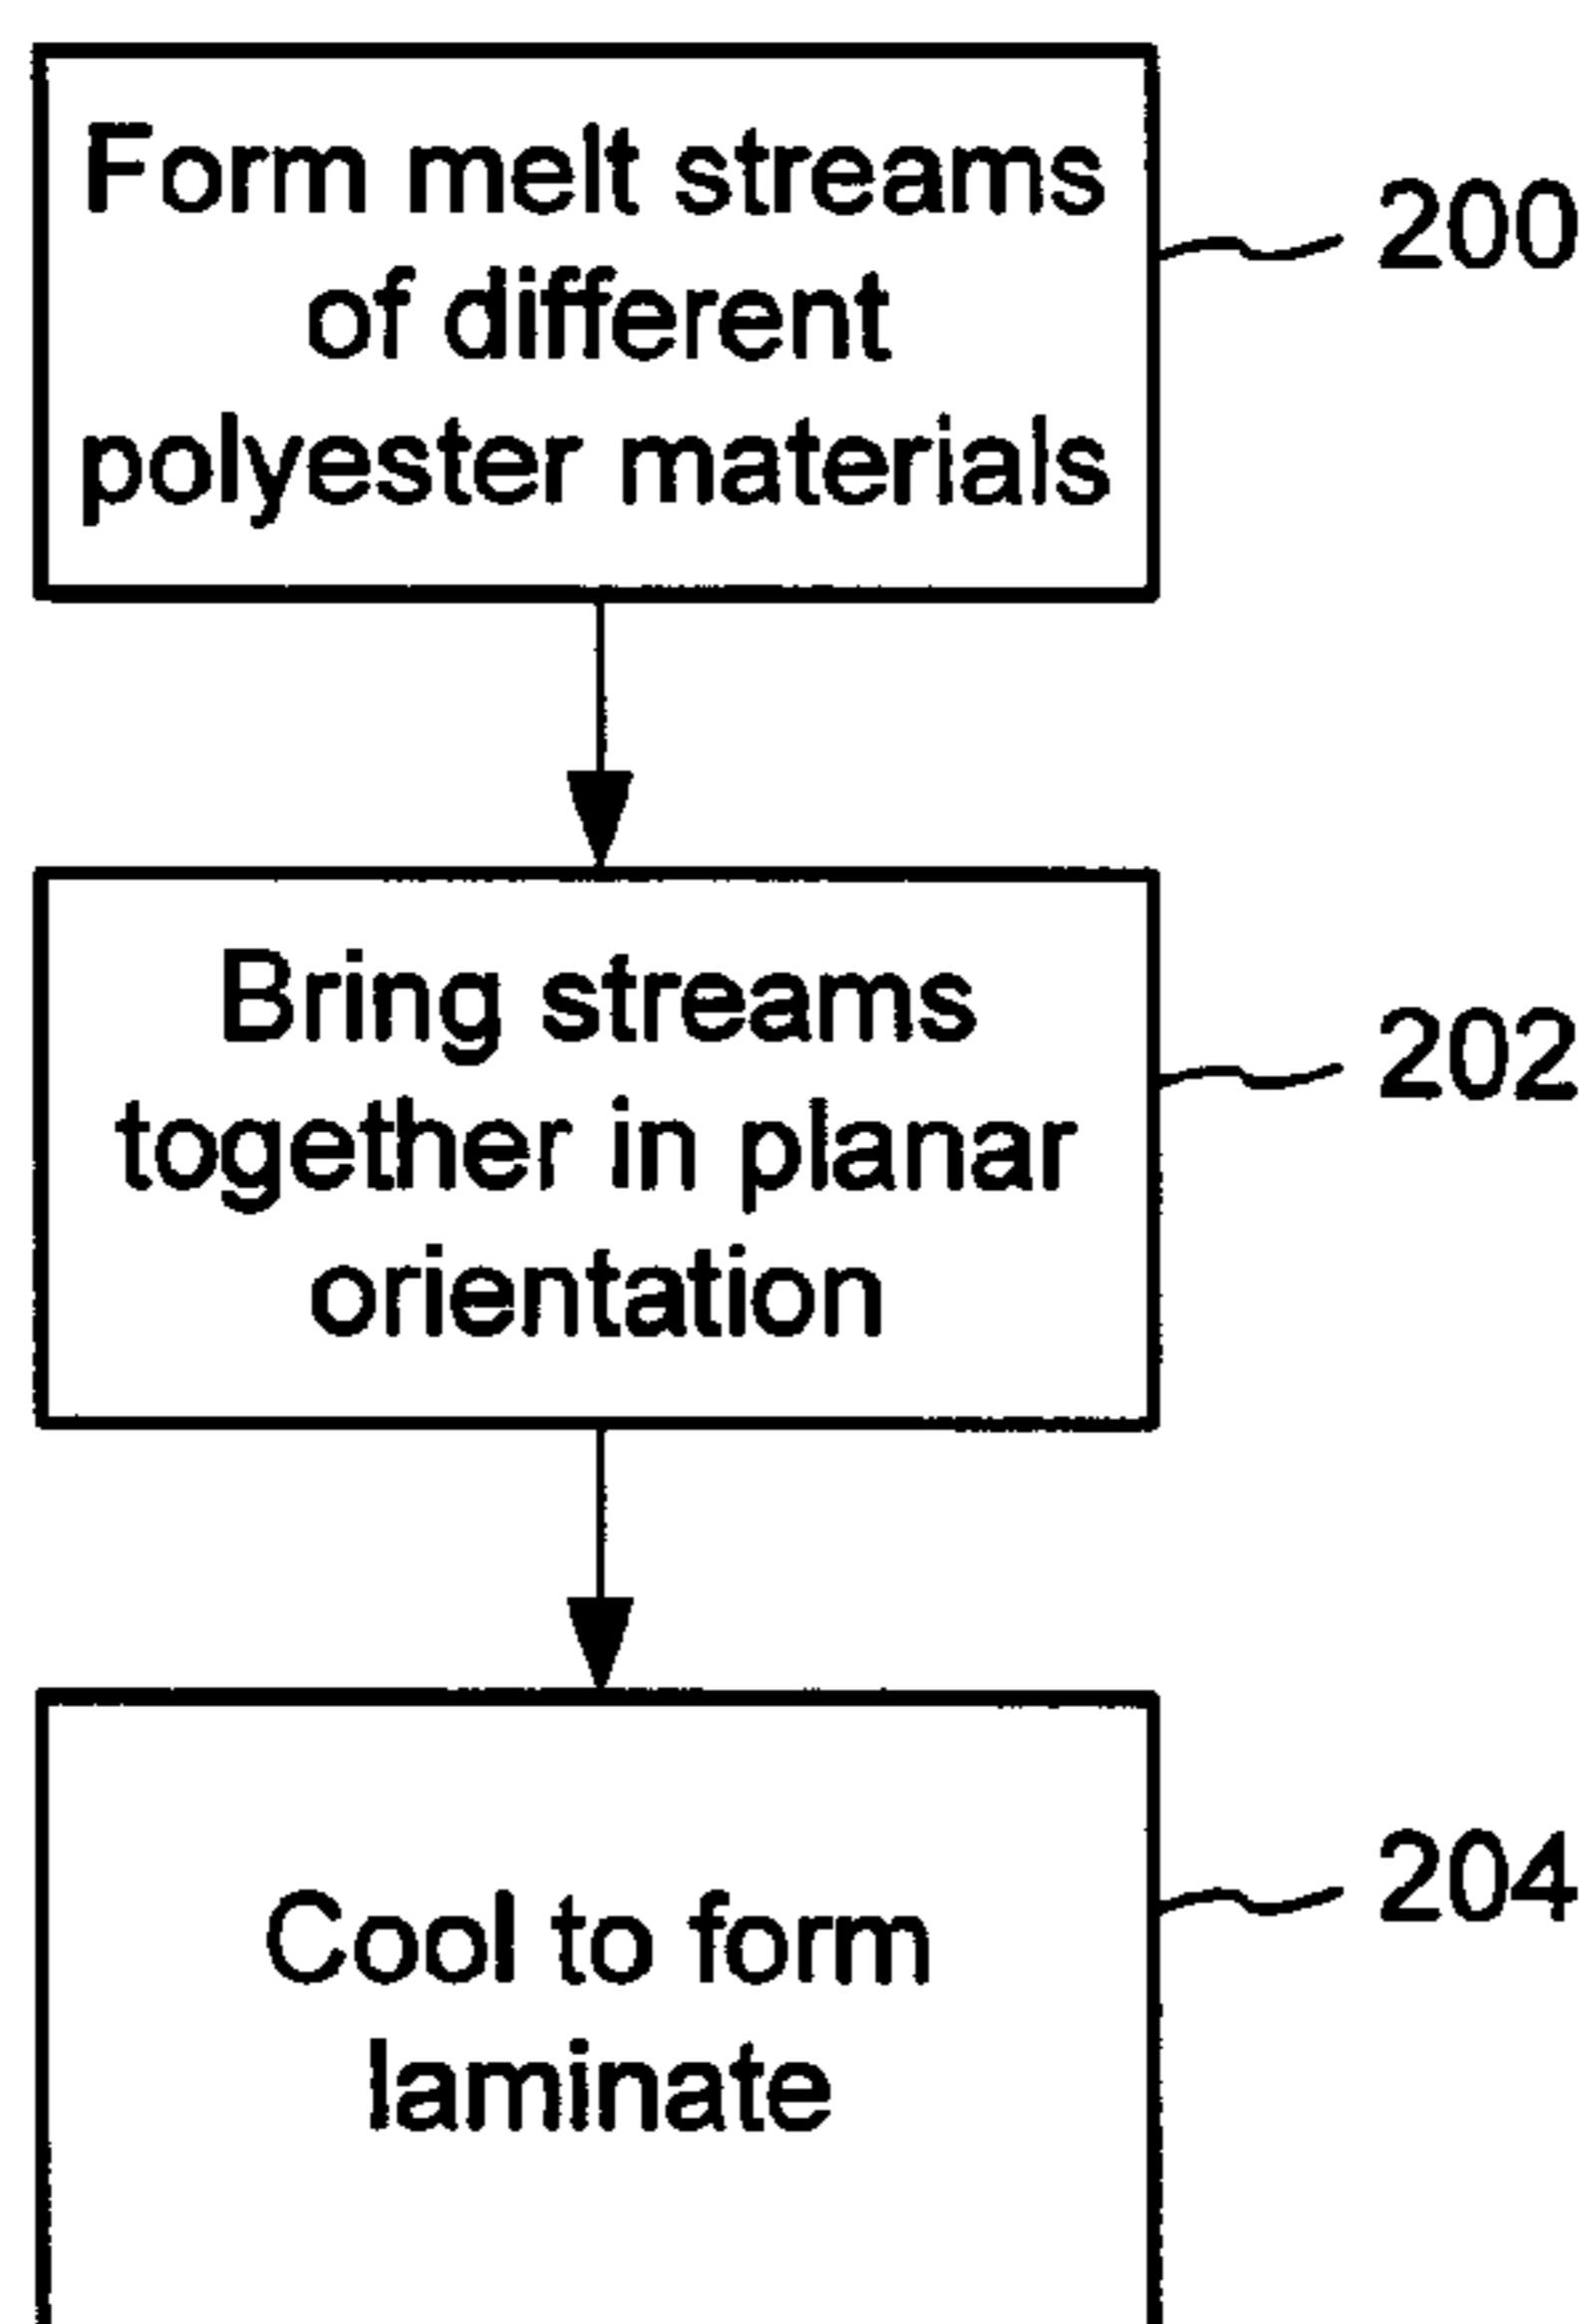 Form melt streams
of different
polyester materials
200
Bring streams
together in planar
orientation
202
Cool to form
laminate
204